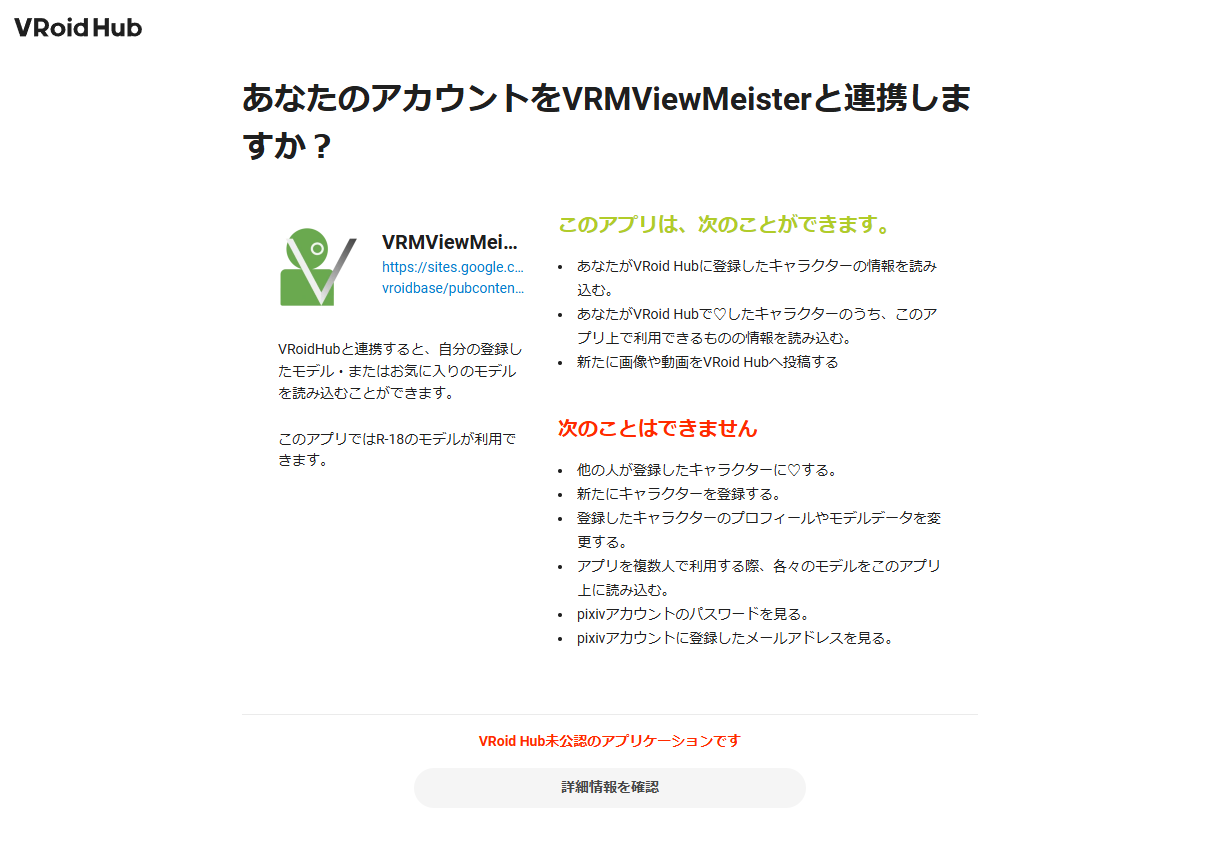 VRoid Hub
あなたのアカウントをVRMViewMeisterと連携しま
すか？
VRMViewMei...
https://sites.google.c...
vroidbase/pubconten...
VRoidHubと連携すると、自分の登録し
たモデル・またはお気に入りのモデル
を読み込むことができます。
このアプリではR-18のモデルが利用で
きます。
このアプリは、次のことができます。
• あなたがVRoid Hubに登録したキャラクターの情報を読み
込む。
• あなたがVRoid Hubで♡したキャラクターのうち、このア
プリ上で利用できるものの情報を読み込む。
• 新たに画像や動画をVRoid Hubへ投稿する
次のことはできません
• 他の人が登録したキャラクターに♡する。
• 新たにキャラクターを登録する。
• 登録したキャラクターのプロフィールやモデルデータを変
更する。
• アプリを複数人で利用する際、各々のモデルをこのアプリ
上に読み込む。
• pixivアカウントのパスワードを見る。
• pixivアカウントに登録したメールアドレスを見る。
VRoid Hub未公認のアプリケーションです
詳細情報を確認